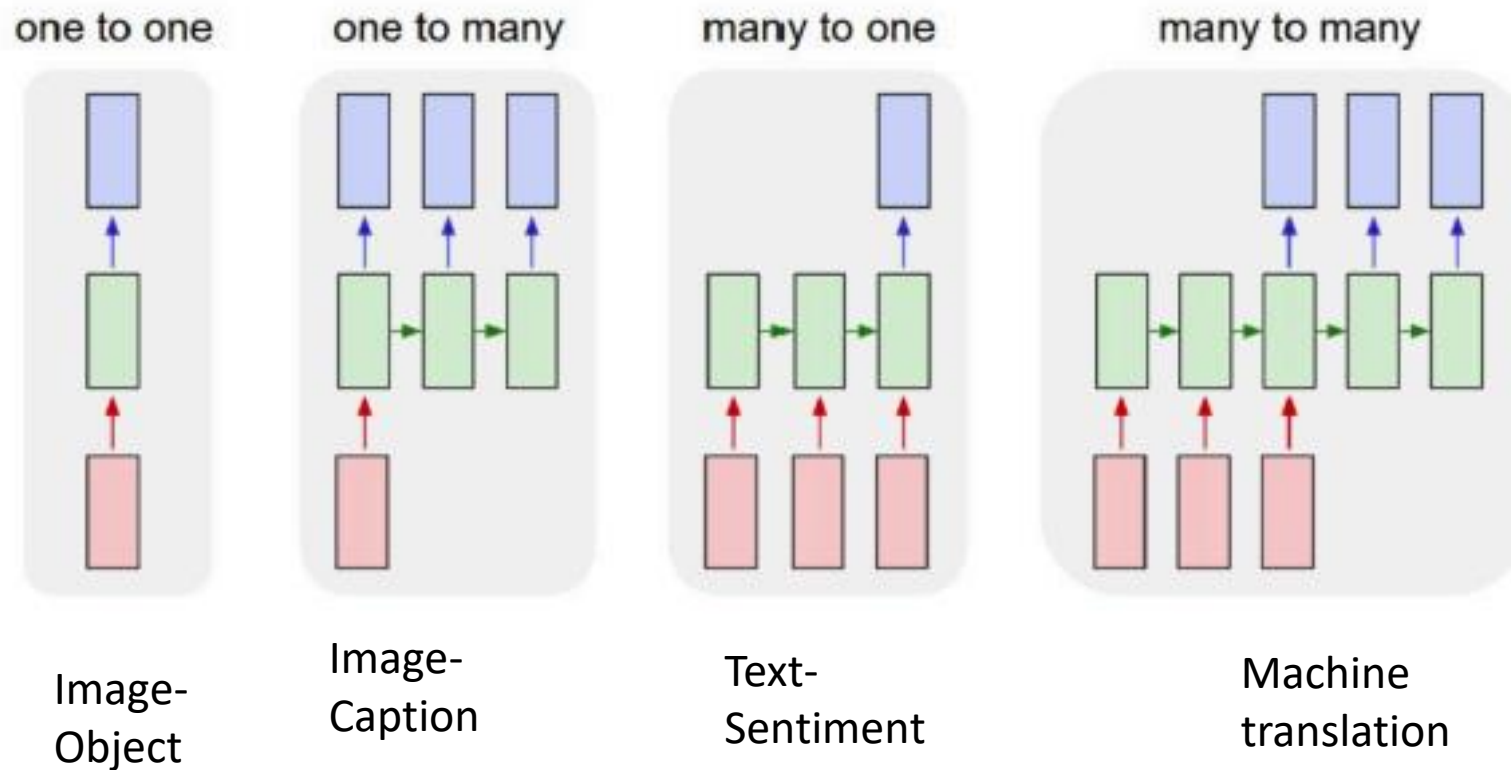 one to one
one to many
many to one
many to many
Image-
Object
Image-
Caption
Text-
Sentiment
Machine
translation